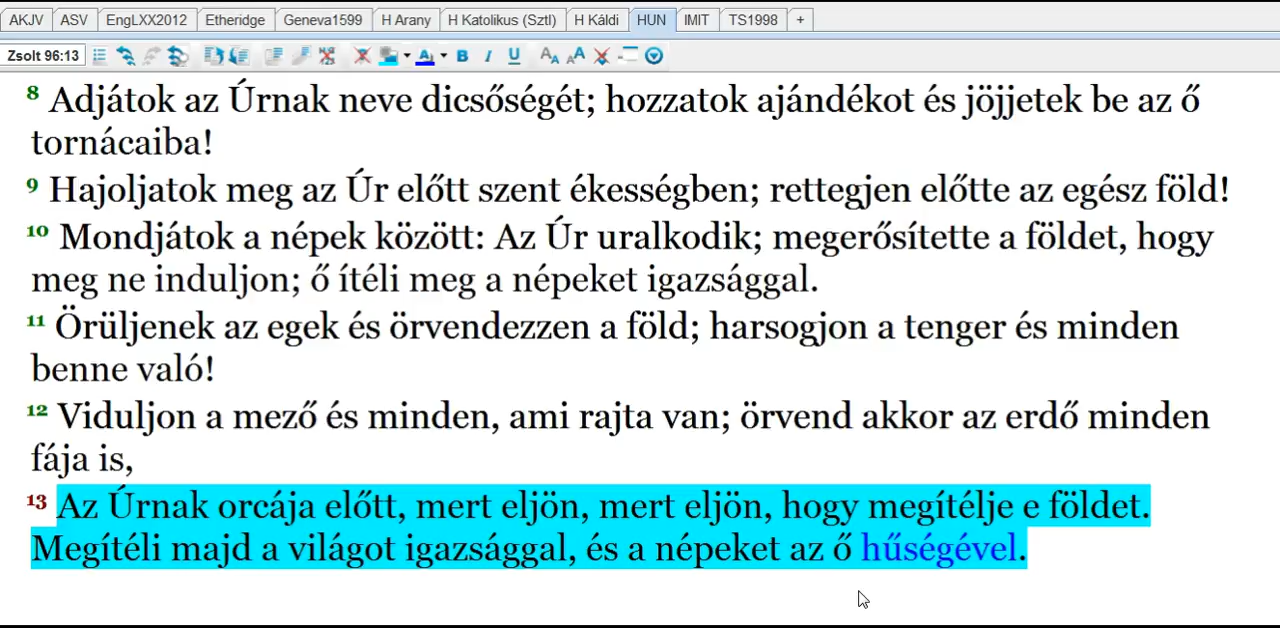 AKJV ASV EngLXX2012 Etheridge Geneva1599 H Arany H Katolikus (Sztl) H Káldi HUN IMIT TS1998 +
Zsolt 96:13
8 Adjátok az Úrnak neve dicsőségét; hozzatok ajándékot és jöjjetek be az ő
tornácaiba!
9 Hajoljatok meg az Úr előtt szent ékességben; rettegjen előtte az egész föld!
10 Mondjátok a népek között: Az Úr uralkodik; megerősítette a földet, hogy
meg ne induljon; ő ítéli meg a népeket igazsággal.
11 Örüljenek az egek és örvendezzen a föld; harsogjon a tenger és minden
benne való!
12 Viduljon a mező és minden, ami rajta van; örvend akkor az erdő minden
fája is,
13 Az Úrnak orcája előtt, mert eljön, mert eljön, hogy megítélje e földet.
Megítéli majd a világot igazsággal, és a népeket az ő hűségével.